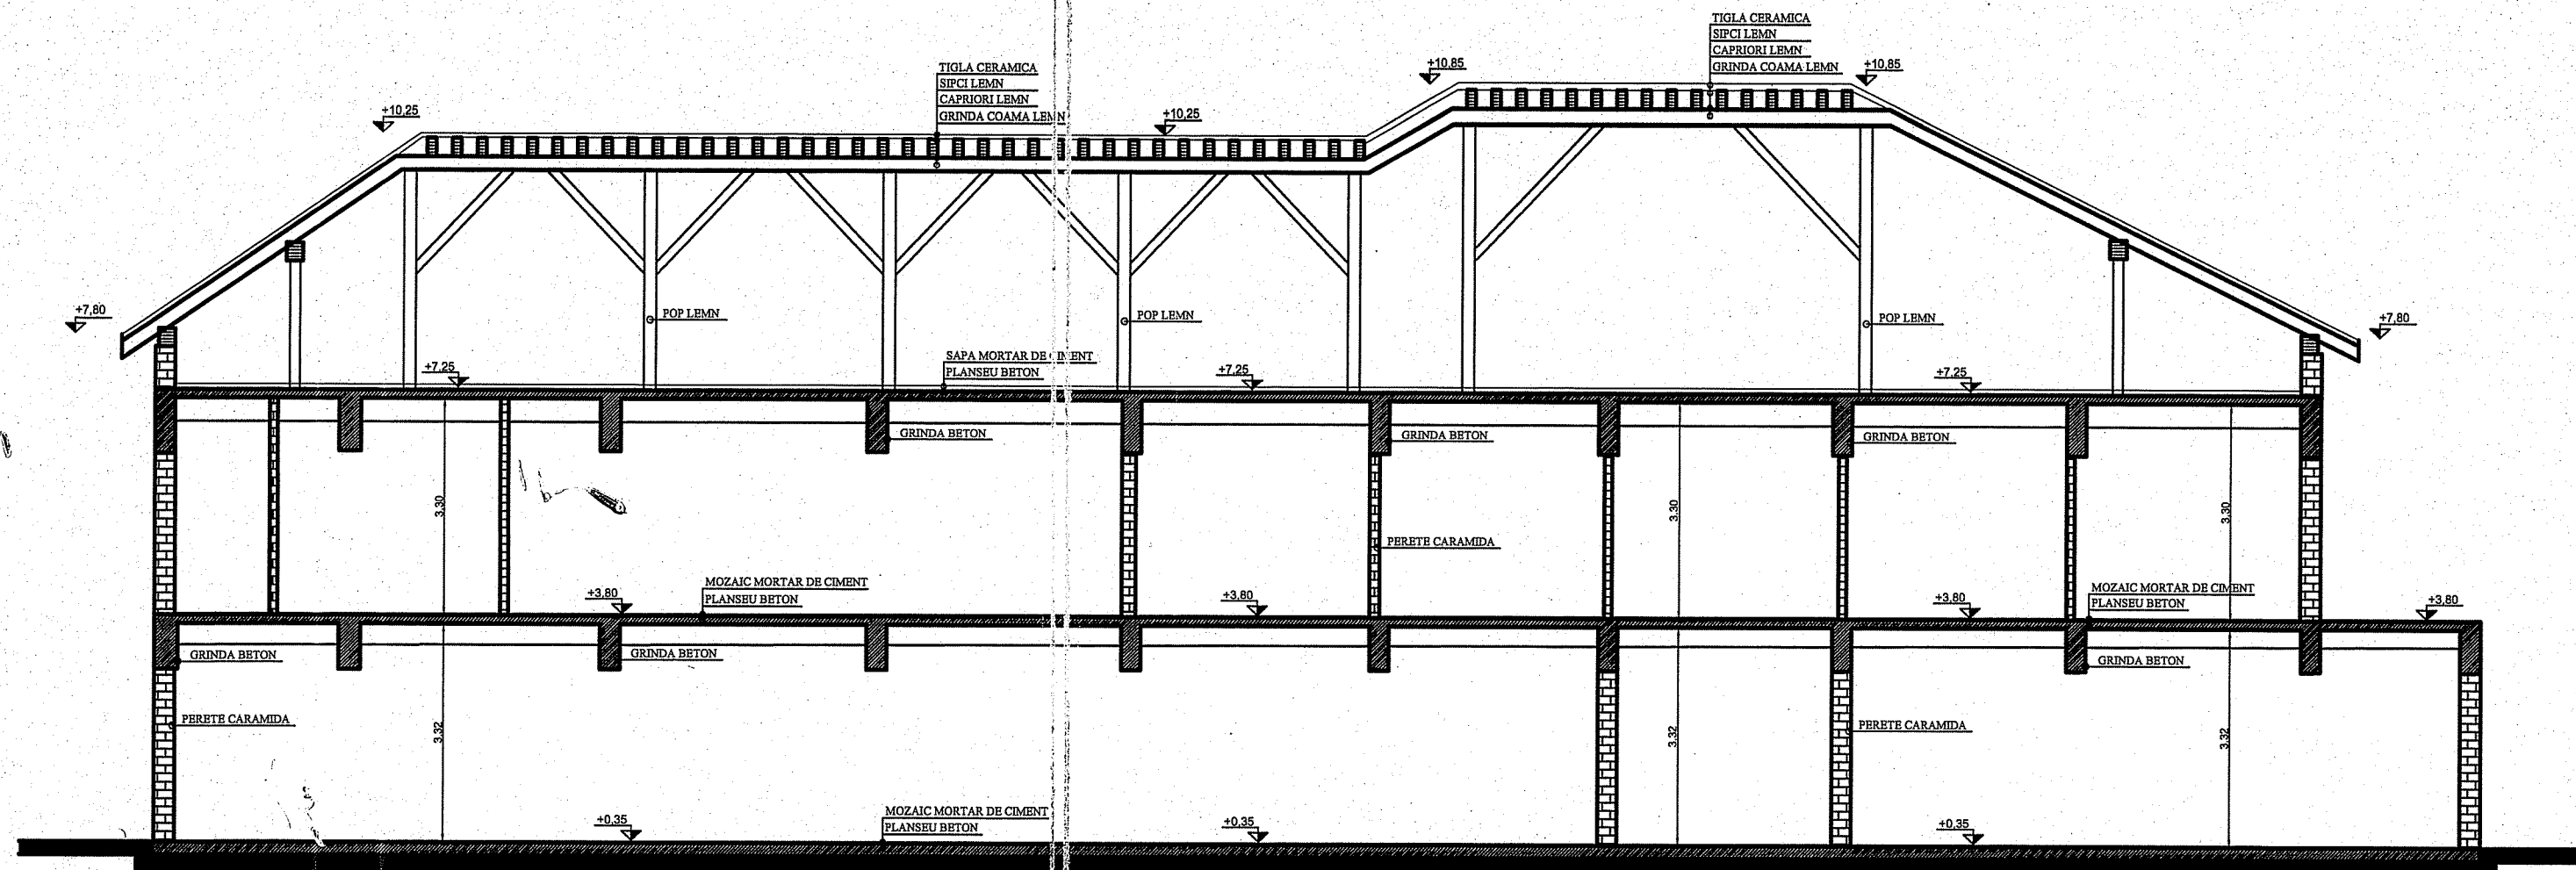 TIGLA CERAMICA
SIPCI LEMN
CAPRIORI LEMN
GRINDA COAMA LEMN
+10,85
+10,85
TIGLA CERAMICA
SIPCI LEMN
CAPRIORI LEMN
GRINDA COAMA LEMN
+10,25
+10,25
+7,80
POP LEMN
POP LEMN
POP LEMN
+7,80
SAPA MORTAR DE CIMENT
PLANSEU BETON
+7.25
+7.25
+7.25
GRINDA BETON
GRINDA BETON
GRINDA BETON
3.30
3.30
3.30
PERETE CARAMIDA
MOZAIC MORTAR DE CIMENT
PLANSEU BETON
+3,80
+3,80
+3,80
MOZAIC MORTAR DE CIMENT
PLANSEU BETON
+3,80
GRINDA BETON
GRINDA BETON
GRINDA BETON
PERETE CARAMIDA
PERETE CARAMIDA
3.32
3.32
3.32
MOZAIC MORTAR DE CIMENT
PLANSEU BETON
+0,35
+0,35
+0,35